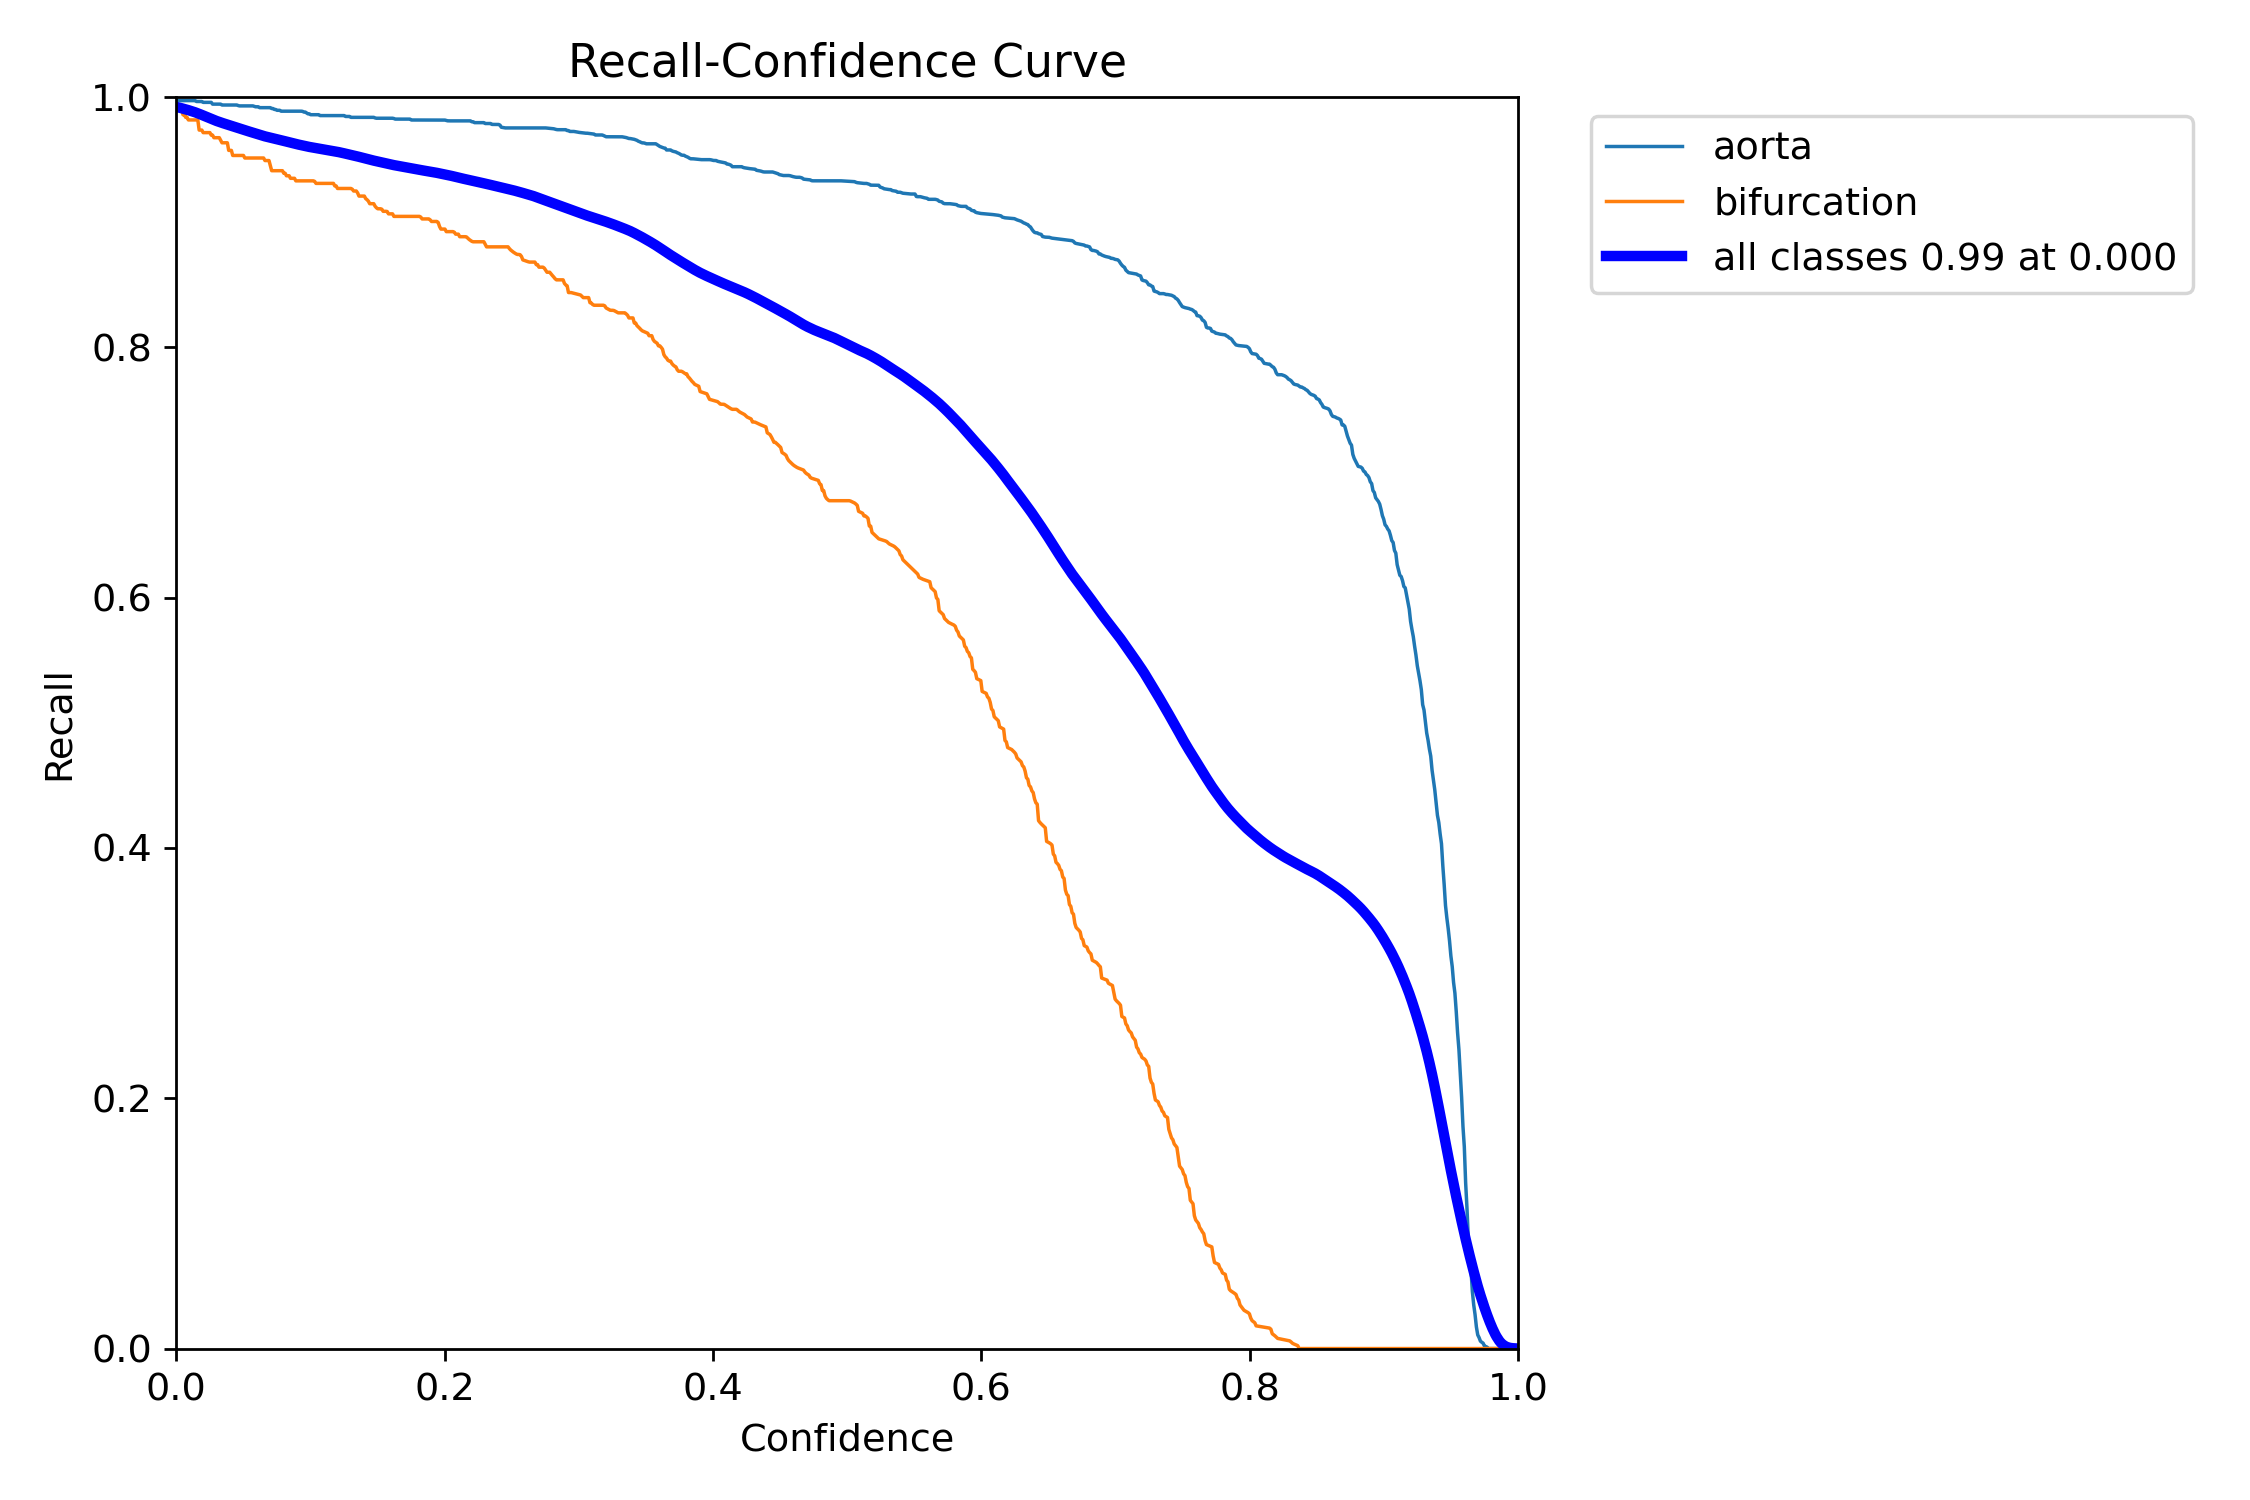 Recall-Confidence Curve
1.0
0.8
0.6
0.4
0.2
0.0
Recall
0.0 0.2 0.4 0.6 0.8 1.0
Confidence
aorta
bifurcation
all classes 0.99 at 0.000